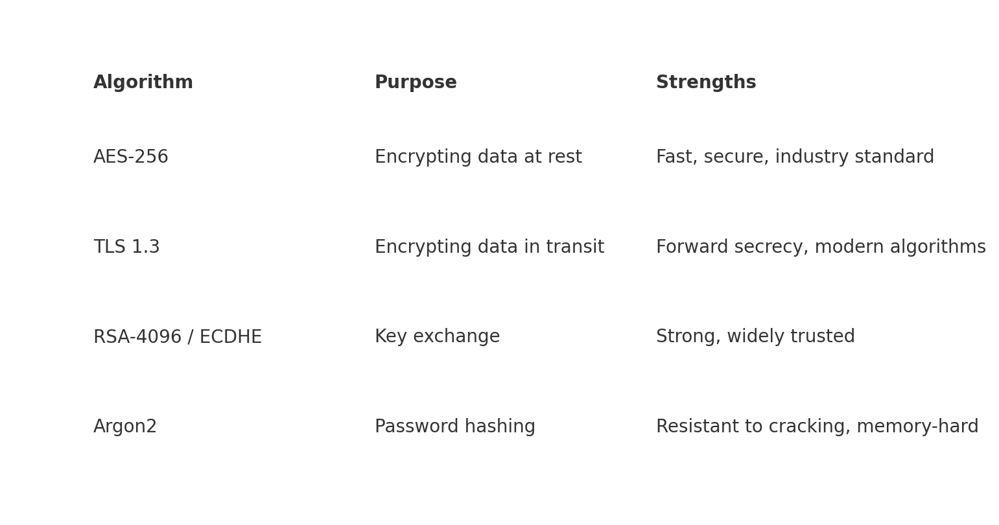 Algorithm Purpose Strengths
AES-256 Encrypting data at rest Fast, secure, industry standard
TLS 1.3 Encrypting data in transit Forward secrecy, modern algorithms
RSA-4096 / ECDHE Key exchange Strong, widely trusted
Argon2 Password hashing Resistant to cracking, memory-hard